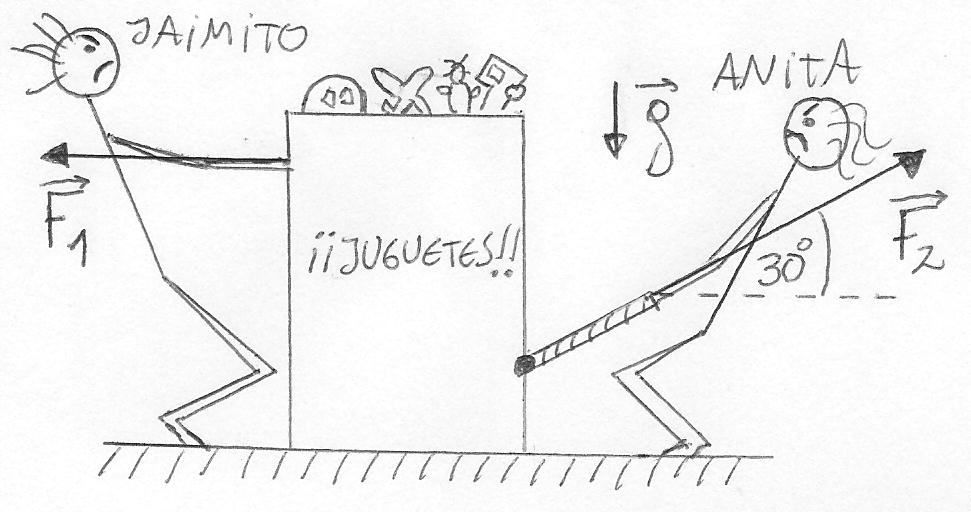 JAiMiTO
ANitA
g
F1
¡¡JUGUETES!!
30°
F2